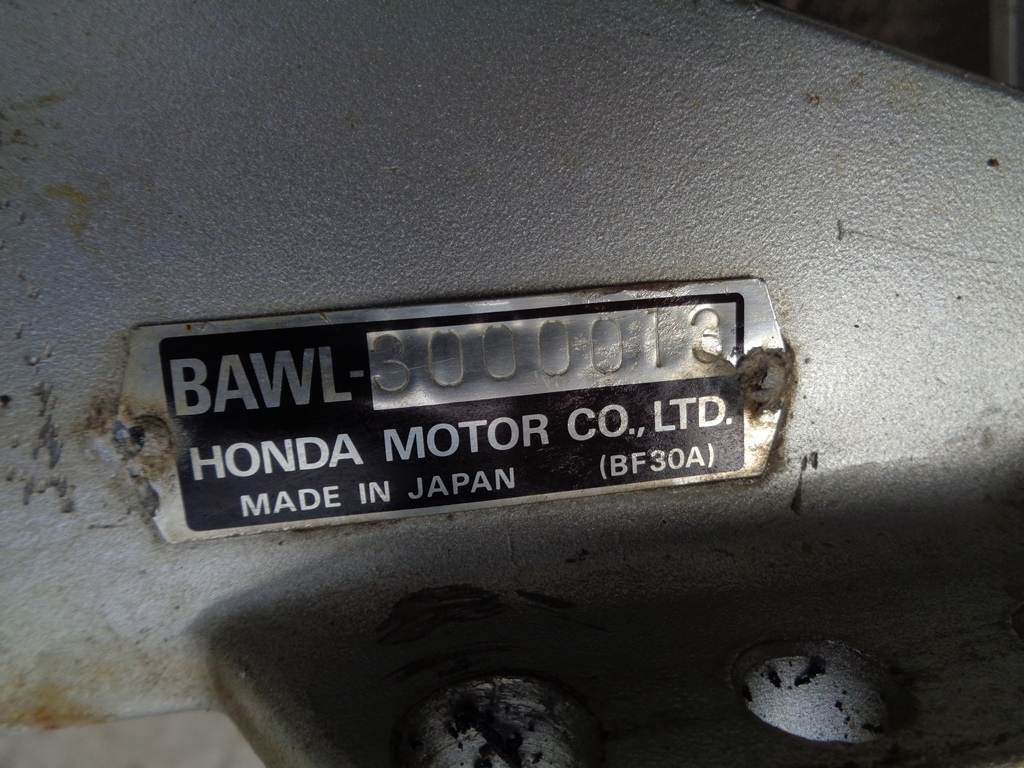 BAWL-3000013
HONDA MOTOR CO., LTD.
MADE IN JAPAN (BF30A)